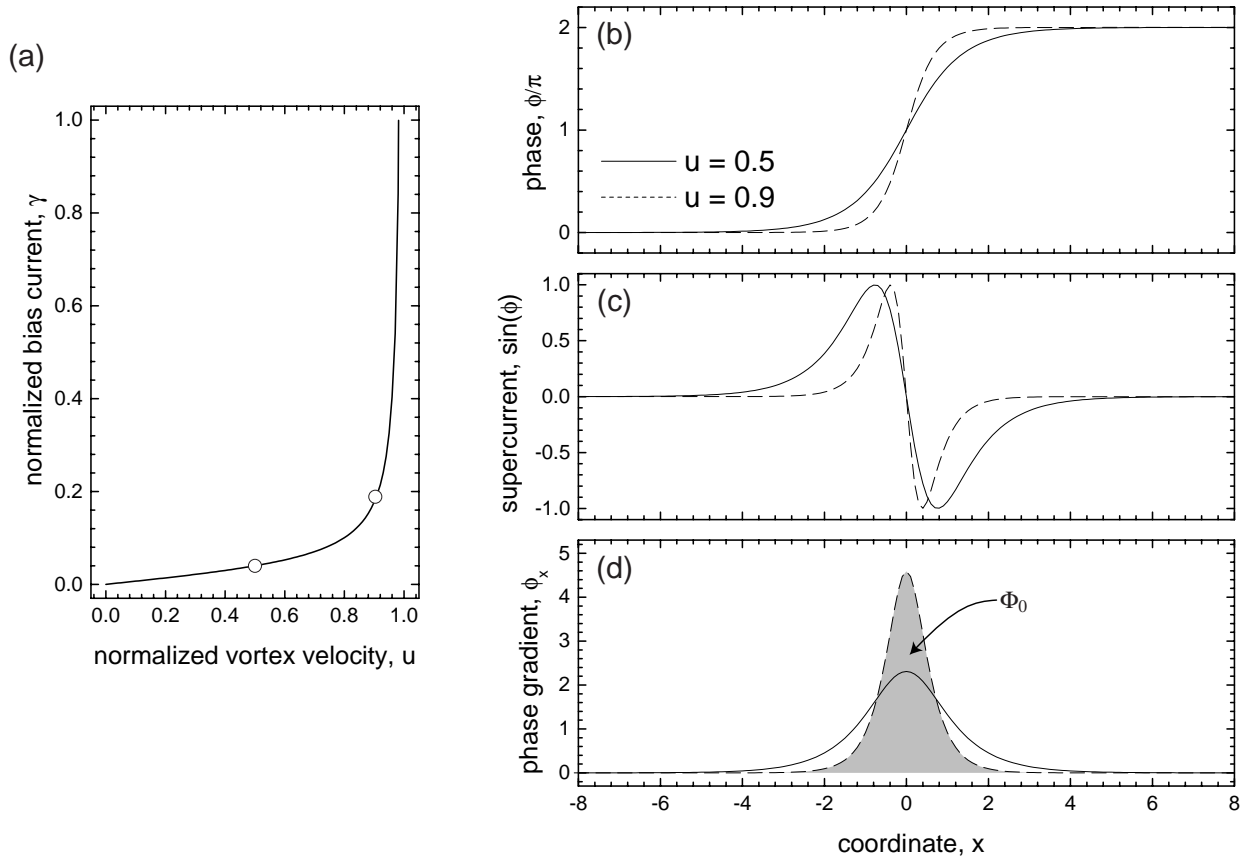 (a)
normalized bias current, γ
1.0
0.8
0.6
0.4
0.2
0.0
0.0 0.2 0.4 0.6 0.8 1.0
normalized vortex velocity, u
(b)
phase, ϕ/π
2
1
0
u = 0.5
u = 0.9
(c)
supercurrent, sin(ϕ)
1.0
0.5
0.0
-0.5
-1.0
(d)
phase gradient, ϕₓ
5
4
3
2
1
0
Φ₀
-8 -6 -4 -2 0 2 4 6 8
coordinate, x